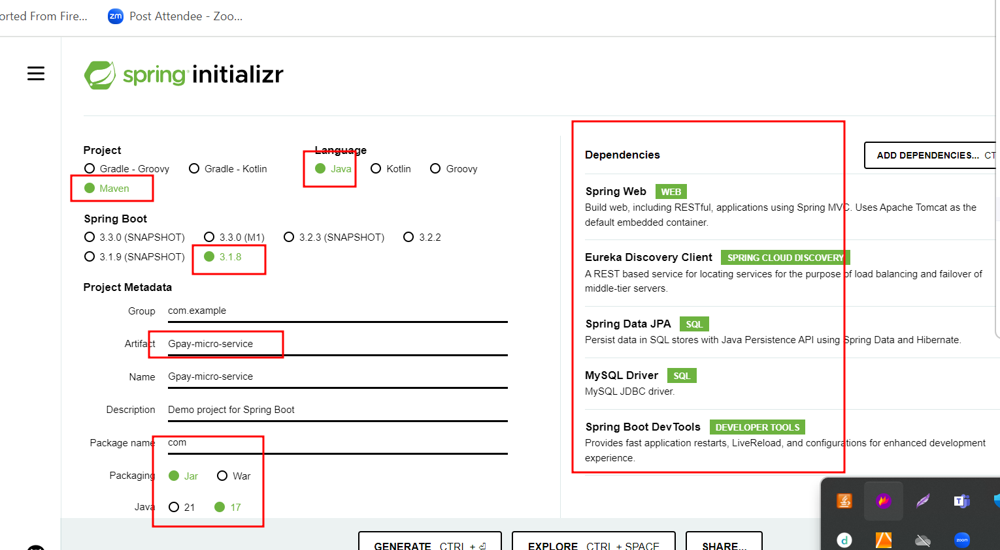 orted From Fire...
zm Post Attendee - Zoo...
spring initializr
Project
Gradle - Groovy Gradle - Kotlin
Maven
Language
Java Kotlin Groovy
Spring Boot
3.3.0 (SNAPSHOT) 3.3.0 (M1) 3.2.3 (SNAPSHOT) 3.2.2
3.1.9 (SNAPSHOT) 3.1.8
Project Metadata
Group com.example
Artifact Gpay-micro-service
Name Gpay-micro-service
Description Demo project for Spring Boot
Package name com
Packaging Jar War
Java 21 17
Dependencies
ADD DEPENDENCIES... CT
Spring Web WEB
Build web, including RESTful, applications using Spring MVC. Uses Apache Tomcat as the
default embedded container.
Eureka Discovery Client SPRING CLOUD DISCOVERY
A REST based service for locating services for the purpose of load balancing and failover of
middle-tier servers.
Spring Data JPA SQL
Persist data in SQL stores with Java Persistence API using Spring Data and Hibernate.
MySQL Driver SQL
MySQL JDBC driver.
Spring Boot DevTools DEVELOPER TOOLS
Provides fast application restarts, LiveReload, and configurations for enhanced development
experience.
GENERATE CTRL + ⏎
EXPLORE CTRL + SPACE
SHARE...
T
d
zoom